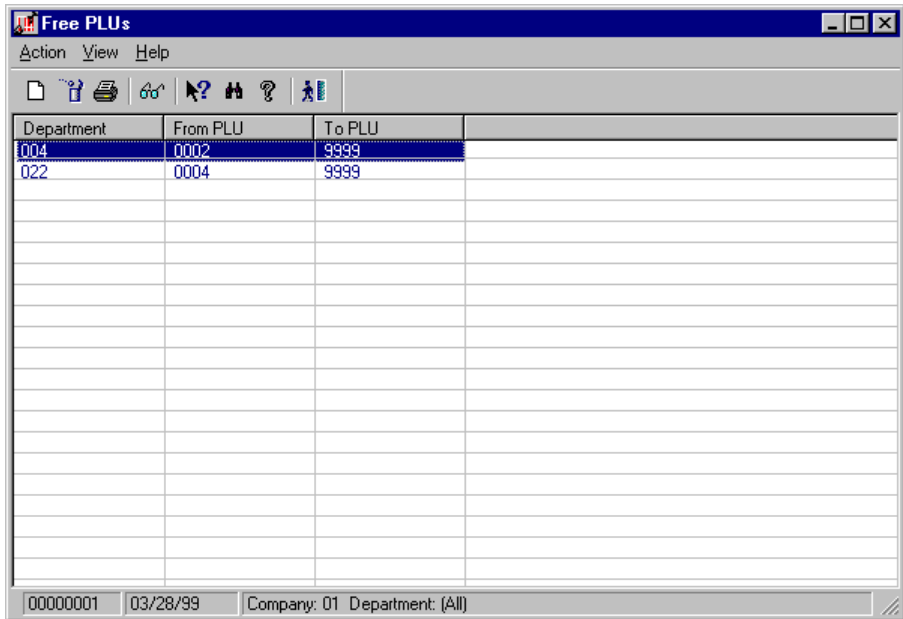 Free PLUs
Action View Help
Department From PLU To PLU
004 0002 9999
022 0004 9999
00000001 03/28/99 Company: 01 Department: (All)